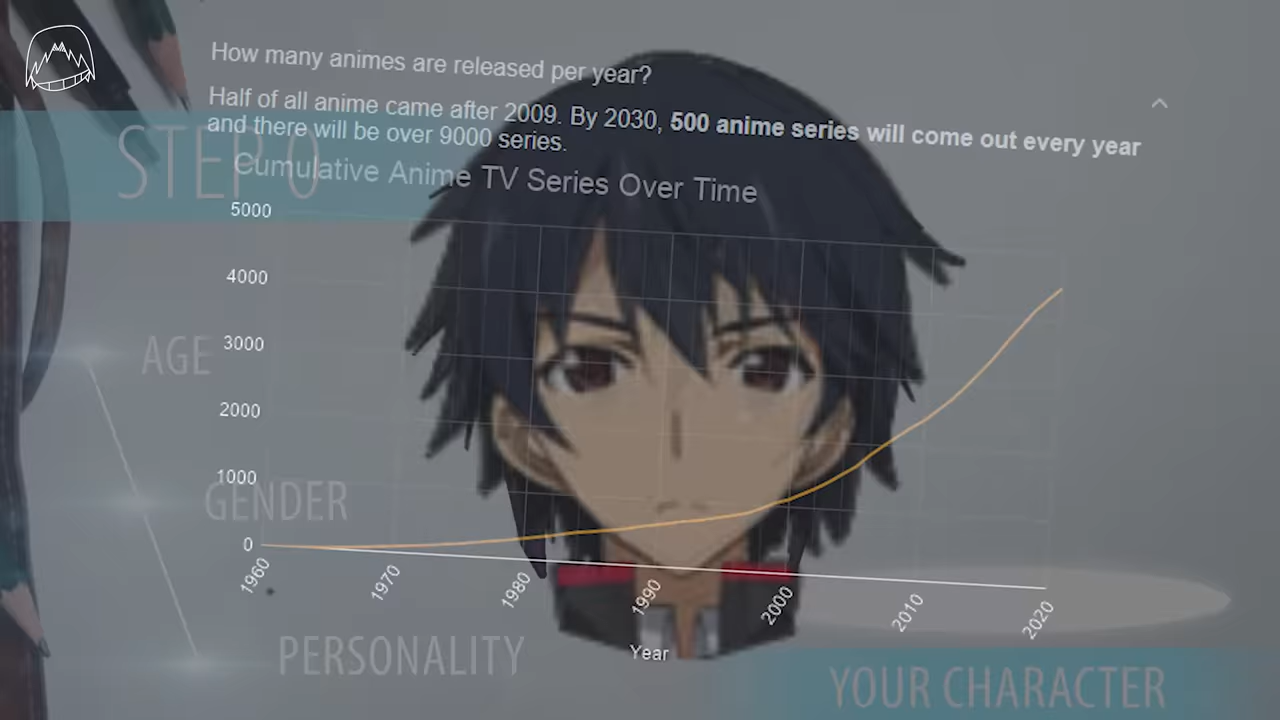 How many animes are released per year?
Half of all anime came after 2009. By 2030, 500 anime series will come out every year
and there will be over 9000 series.
STEP 0
Cumulative Anime TV Series Over Time
5000
4000
3000
AGE
2000
1000
GENDER
0
1960
1970
1980
1990
2000
2010
2020
Year
PERSONALITY
YOUR CHARACTER